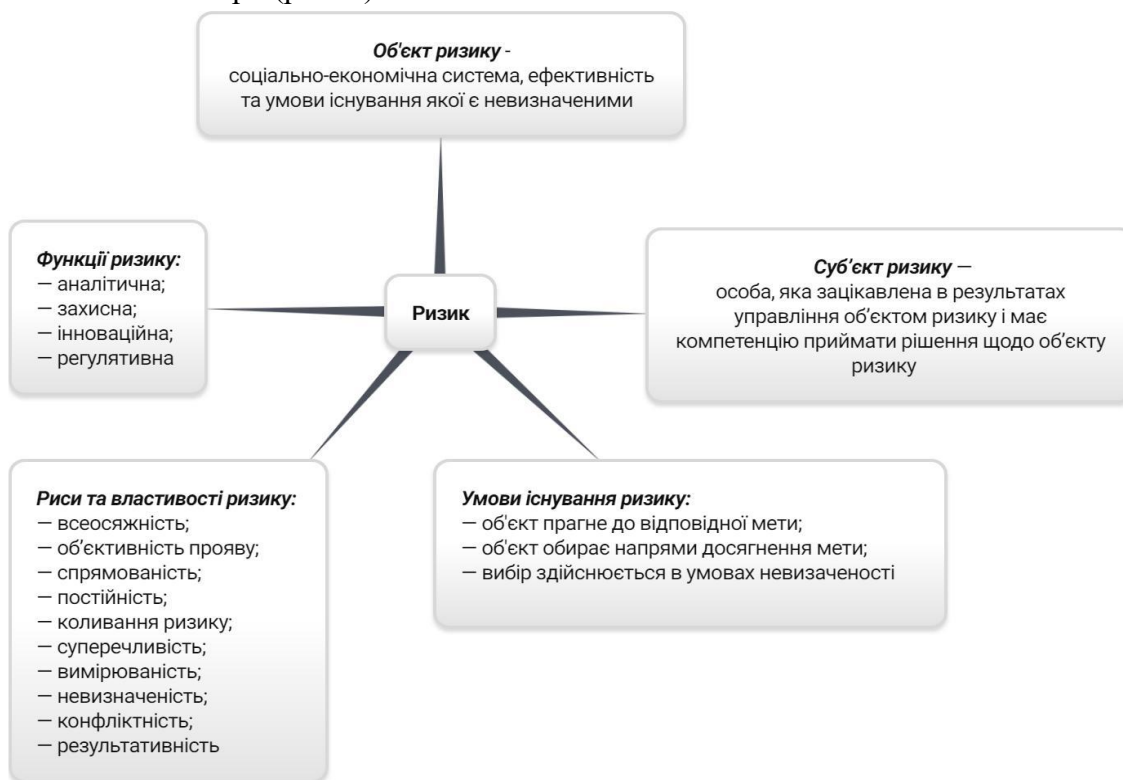 Об'єкт ризику -
соціально-економічна система, ефективність
та умови існування якої є невизначеними
Функції ризику:
— аналітична;
— захисна;
— інноваційна;
— регулятивна
Ризик
Суб’єкт ризику —
особа, яка зацікавлена в результатах
управління об’єктом ризику і має
компетенцію приймати рішення щодо об’єкту
ризику
Риси та властивості ризику:
— всеосяжність;
— об’єктивність прояву;
— спрямованість;
— постійність;
— коливання ризику;
— суперечливість;
— вимірюваність;
— невизначеність;
— конфліктність;
— результативність
Умови існування ризику:
— об'єкт прагне до відповідної мети;
— об'єкт обирає напрями досягнення мети;
— вибір здійснюється в умовах невизаченості